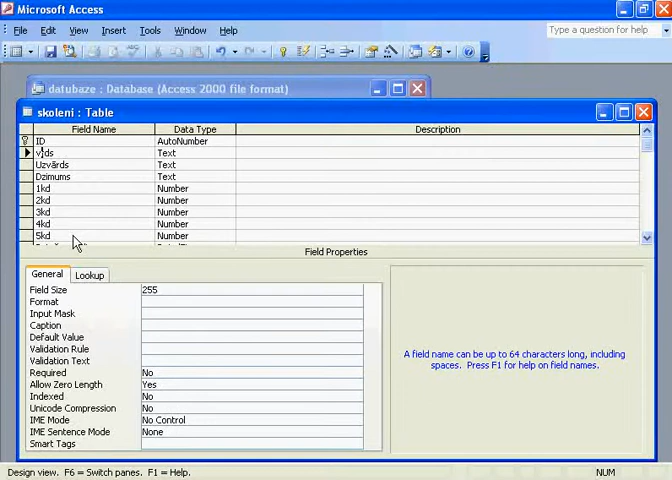 Microsoft Access
File Edit View Insert Tools Window Help
Type a question for help
datubaze : Database (Access 2000 file format)
skoleni : Table
Field Name Data Type Description
ID AutoNumber
Text
Uzvārds Text
Dzimums Text
1kd Number
2kd Number
3kd Number
4kd Number
5kd Number
Field Properties
General Lookup
Field Size 255
Format
Input Mask
Caption
Default Value
Validation Rule
Validation Text
Required No
Allow Zero Length Yes
Indexed No
Unicode Compression No
IME Mode No Control
IME Sentence Mode None
Smart Tags
A field name can be up to 64 characters long, including
spaces. Press F1 for help on field names.
Design view. F6 = Switch panes. F1 = Help.
NUM